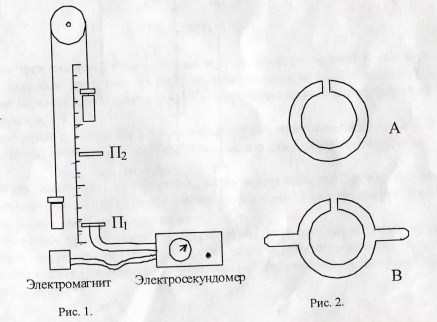 А
П₂
П₁
В
Электромагнит
Электросекундомер
Рис. 1.
Рис. 2.